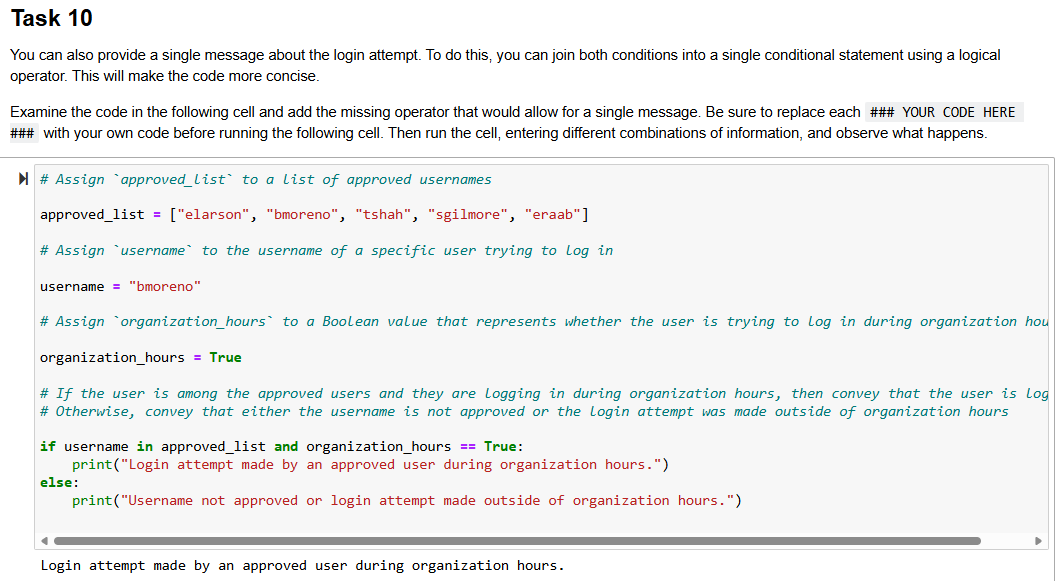 Task 10
You can also provide a single message about the login attempt. To do this, you can join both conditions into a single conditional statement using a logical
operator. This will make the code more concise.
Examine the code in the following cell and add the missing operator that would allow for a single message. Be sure to replace each ### YOUR CODE HERE
### with your own code before running the following cell. Then run the cell, entering different combinations of information, and observe what happens.
# Assign `approved_list` to a list of approved usernames
approved_list = ["elarson", "bmoreno", "tshah", "sgilmore", "eraab"]
# Assign `username` to the username of a specific user trying to log in
username = "bmoreno"
# Assign `organization_hours` to a Boolean value that represents whether the user is trying to log in during organization hou
organization_hours = True
# If the user is among the approved users and they are logging in during organization hours, then convey that the user is log
# Otherwise, convey that either the username is not approved or the login attempt was made outside of organization hours
if username in approved_list and organization_hours == True:
    print("Login attempt made by an approved user during organization hours.")
else:
    print("Username not approved or login attempt made outside of organization hours.")
Login attempt made by an approved user during organization hours.